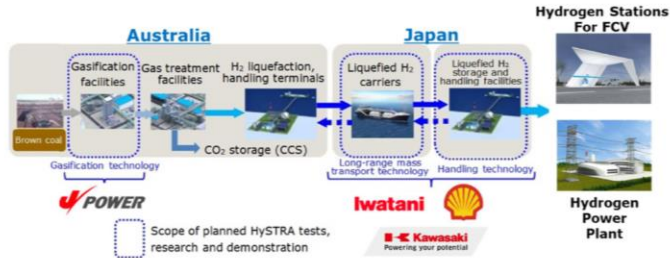 Australia
Japan
Hydrogen Stations
For FCV
Gasification
facilities
Gas treatment
facilities
H₂ liquefaction,
handling terminals
Liquefied H₂
carriers
Liquefied H₂
storage and
handling facilities
Brown coal
CO₂ storage (CCS)
Gasification technology
Long-range mass
transport technology
Handling technology
J POWER
Iwatani
Kawasaki
Powering your potential
Hydrogen
Power
Plant
Scope of planned HySTRA tests,
research and demonstration